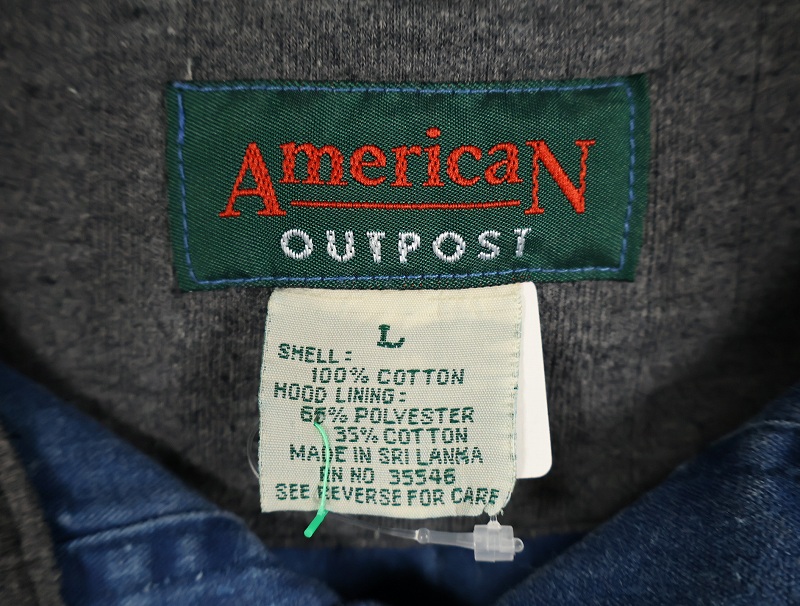 AmericaN
OUTPOST
L
SHELL:
100% COTTON
HOOD LINING:
65% POLYESTER
35% COTTON
MADE IN SRI LANKA
RN NO 35546
SEE REVERSE FOR CARE